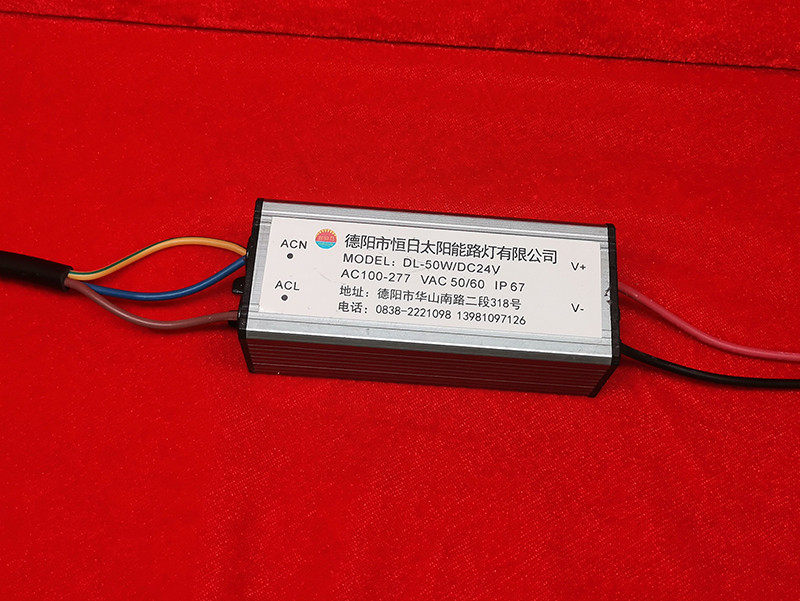 ACN
ACL
德阳市恒日太阳能路灯有限公司
MODEL: DL-50W/DC24V
AC100-277 VAC 50/60 IP 67
地址: 德阳市华山南路二段318号
电话: 0838-2221098 13981097126
V+
V-